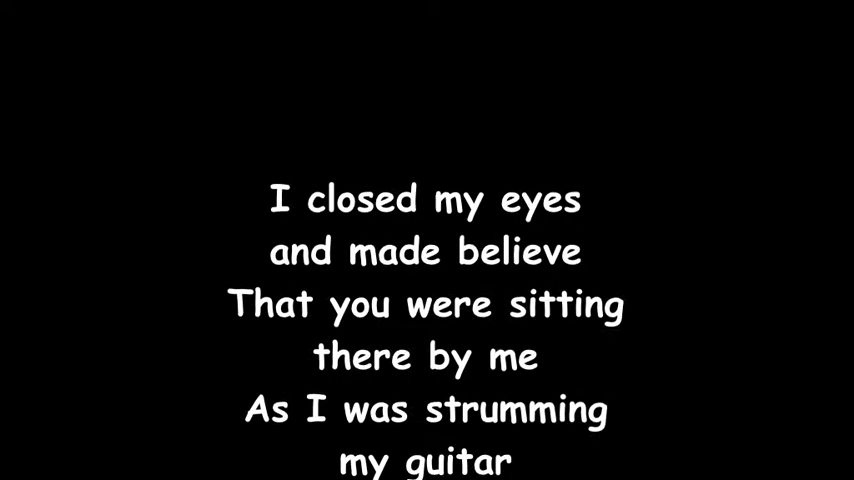 I closed my eyes
and made believe
That you were sitting
there by me
As I was strumming
my guitar